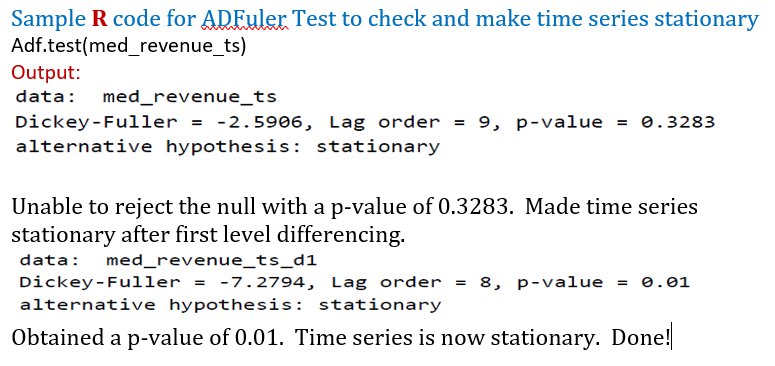 Sample R code for ADFuler Test to check and make time series stationary
Adf.test(med_revenue_ts)
Output:
data: med_revenue_ts
Dickey-Fuller = -2.5906, Lag order = 9, p-value = 0.3283
alternative hypothesis: stationary
Unable to reject the null with a p-value of 0.3283. Made time series
stationary after first level differencing.
data: med_revenue_ts_d1
Dickey-Fuller = -7.2794, Lag order = 8, p-value = 0.01
alternative hypothesis: stationary
Obtained a p-value of 0.01. Time series is now stationary. Done!